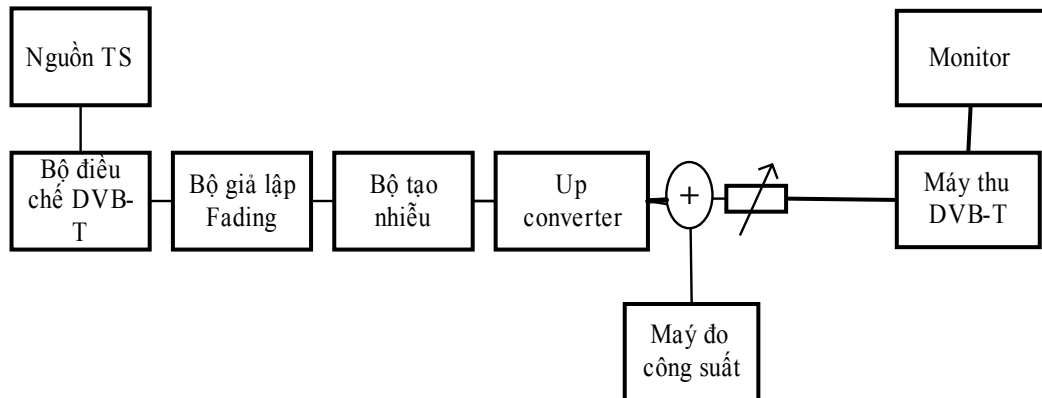 Nguồn TS
Monitor
Bộ điều
chế DVB-
T
Bộ giả lập
Fading
Bộ tạo
nhiễu
Up
converter
+
Máy thu
DVB-T
Maý đo
công suất